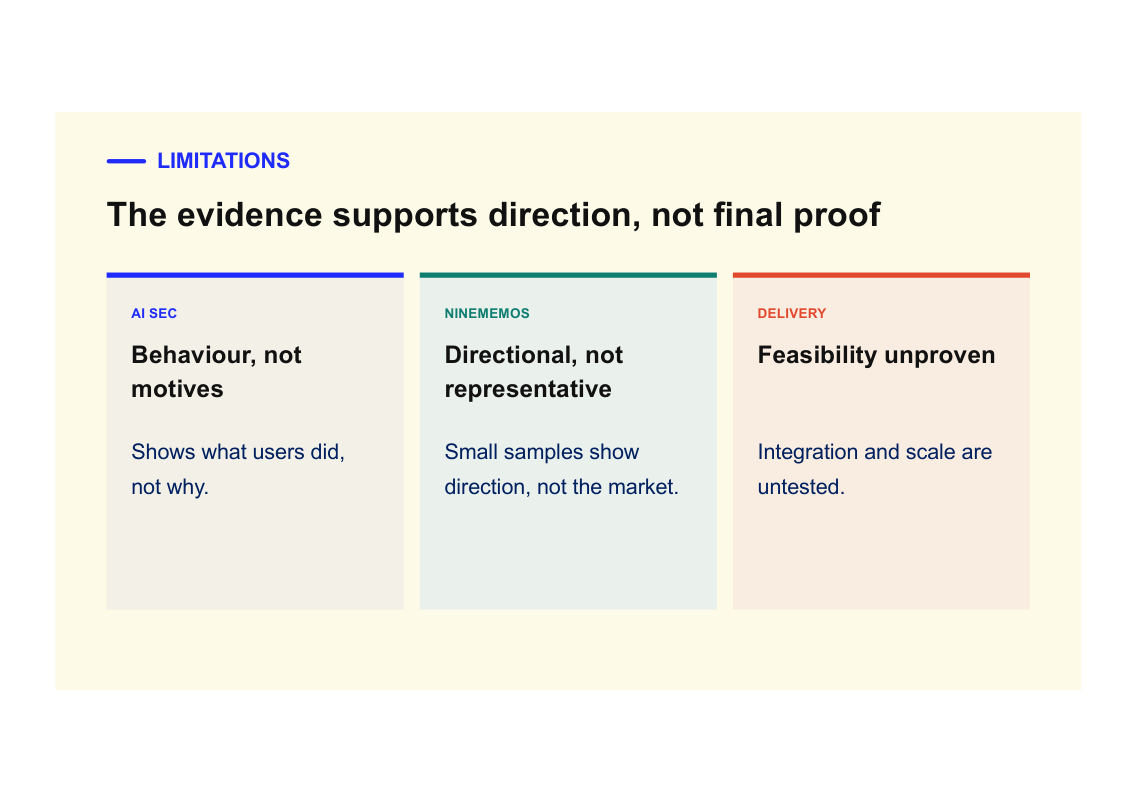 LIMITATIONS
The evidence supports direction, not final proof
AI SEC
Behaviour, not
motives
Shows what users did,
not why.
NINEMEMOS
Directional, not
representative
Small samples show
direction, not the market.
DELIVERY
Feasibility unproven
Integration and scale are
untested.